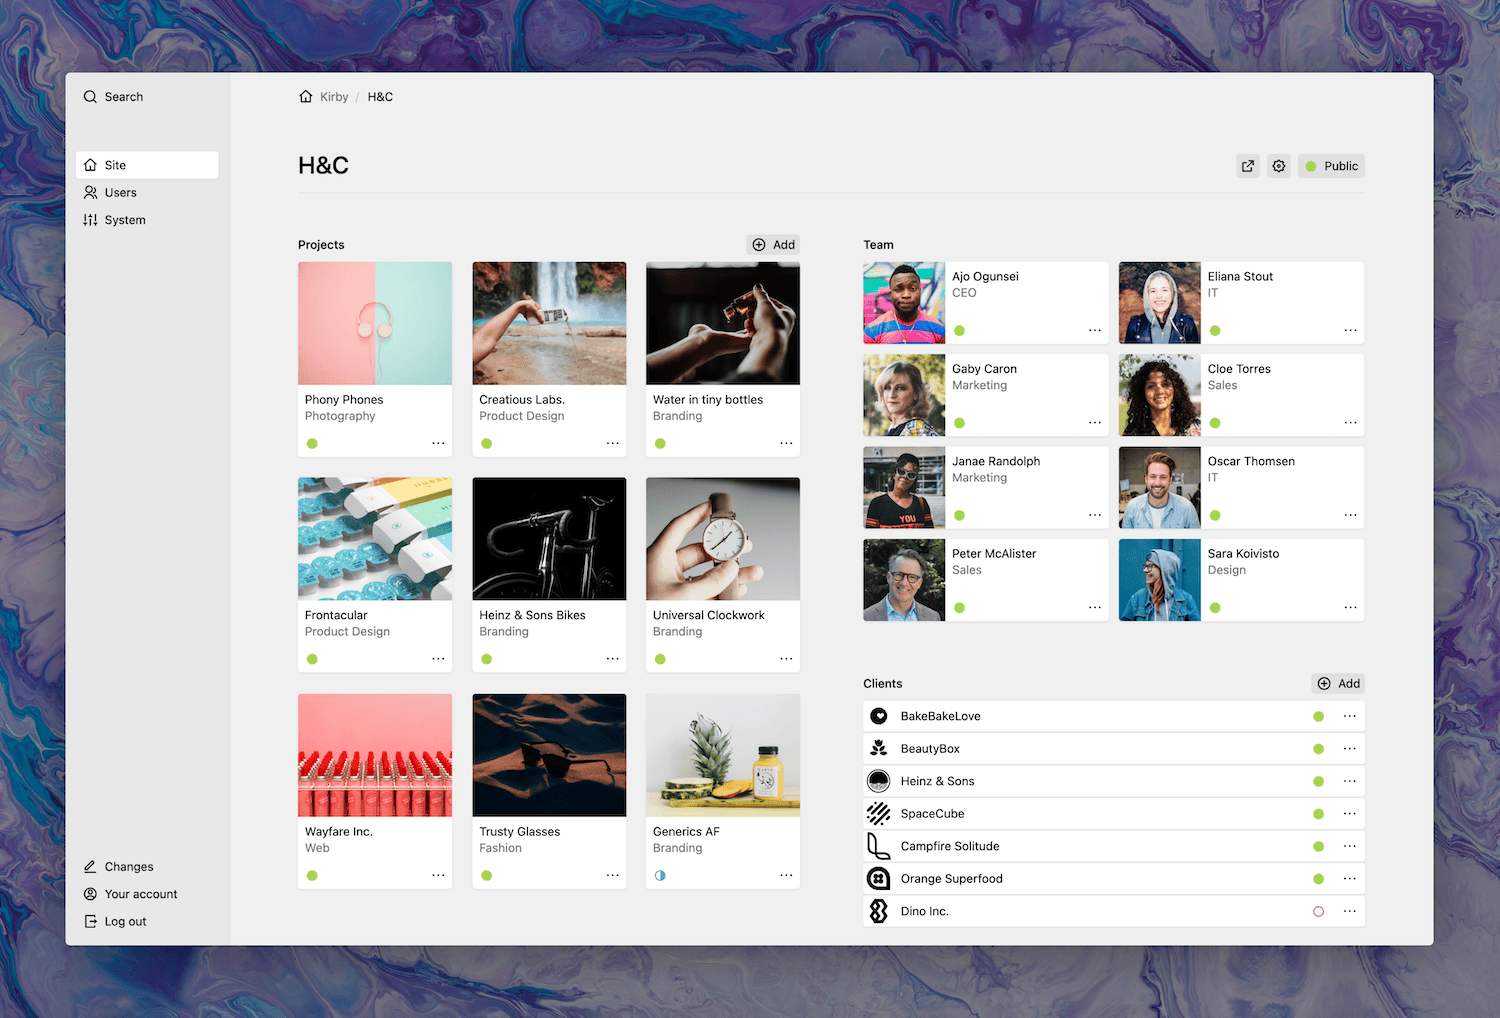 Search
Kirby / H&C
Site
Users
System
H&C
Public
Projects
Add
Phony Phones
Photography
Creatious Labs.
Product Design
Water in tiny bottles
Branding
Frontacular
Product Design
Heinz & Sons Bikes
Branding
Universal Clockwork
Branding
Wayfare Inc.
Web
Trusty Glasses
Fashion
Generics AF
Branding
Team
Ajo Ogunsei
CEO
Eliana Stout
IT
Gaby Caron
Marketing
Cloe Torres
Sales
Janae Randolph
Marketing
YOU
Oscar Thomsen
IT
Peter McAlister
Sales
Sara Koivisto
Design
Clients
Add
BakeBakeLove
BeautyBox
Heinz & Sons
SpaceCube
Campfire Solitude
Orange Superfood
Dino Inc.
Changes
Your account
Log out